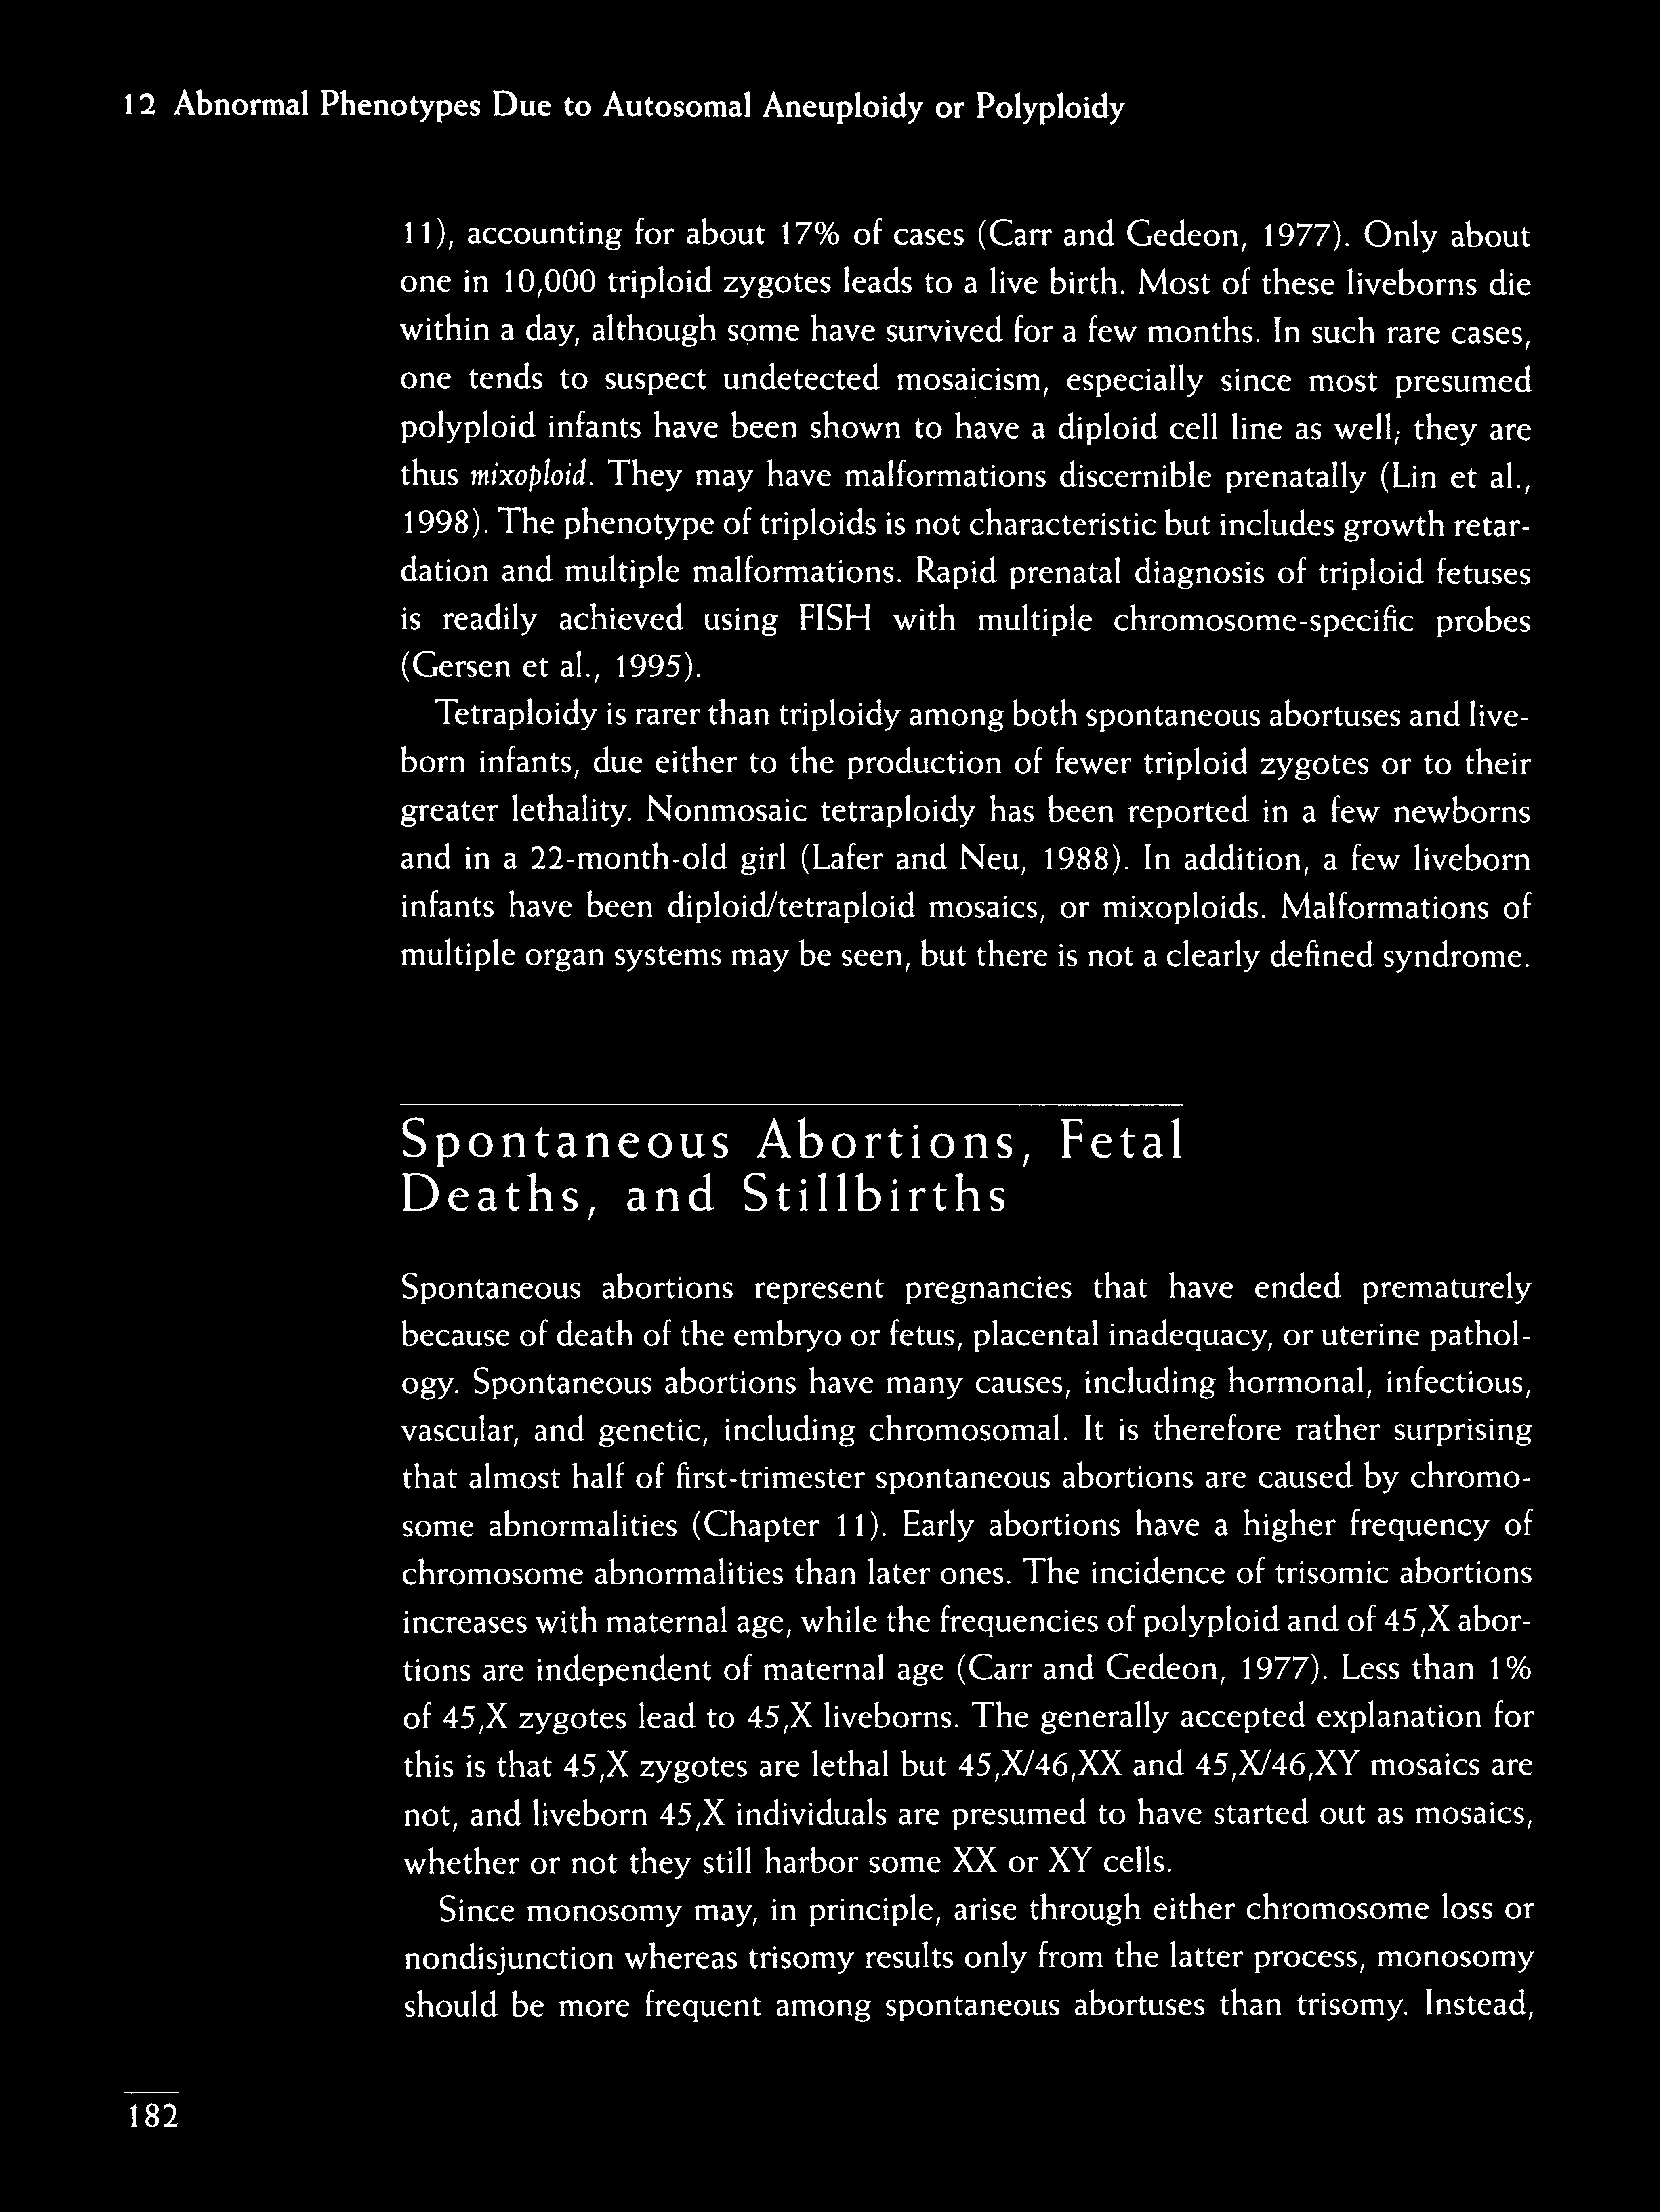 12 Abnormal Phenotypes Due to Autosomal Aneuploidy or Polyploidy
11), accounting for about 17% of cases (Carr and Gedeon, 1977). Only about
one in 10,000 triploid zygotes leads to a live birth. Most of these liveborns die
within a day, although some have survived for a few months. In such rare cases,
one tends to suspect undetected mosaicism, especially since most presumed
polyploid infants have been shown to have a diploid cell line as well; they are
thus mixoploid. They may have malformations discernible prenatally (Lin et al.,
1998). The phenotype of triploids is not characteristic but includes growth retar-
dation and multiple malformations. Rapid prenatal diagnosis of triploid fetuses
is readily achieved using FISH with multiple chromosome-specific probes
(Gersen et al., 1995).
Tetraploidy is rarer than triploidy among both spontaneous abortuses and live-
born infants, due either to the production of fewer triploid zygotes or to their
greater lethality. Nonmosaic tetraploidy has been reported in a few newborns
and in a 22-month-old girl (Lafer and Neu, 1988). In addition, a few liveborn
infants have been diploid/tetraploid mosaics, or mixoploids. Malformations of
multiple organ systems may be seen, but there is not a clearly defined syndrome.
Spontaneous Abortions, Fetal
Deaths, and Stillbirths
Spontaneous abortions represent pregnancies that have ended prematurely
because of death of the embryo or fetus, placental inadequacy, or uterine pathol-
ogy. Spontaneous abortions have many causes, including hormonal, infectious,
vascular, and genetic, including chromosomal. It is therefore rather surprising
that almost half of first-trimester spontaneous abortions are caused by chromo-
some abnormalities (Chapter 11). Early abortions have a higher frequency of
chromosome abnormalities than later ones. The incidence of trisomic abortions
increases with maternal age, while the frequencies of polyploid and of 45,X abor-
tions are independent of maternal age (Carr and Gedeon, 1977). Less than 1%
of 45,X zygotes lead to 45,X liveborns. The generally accepted explanation for
this is that 45,X zygotes are lethal but 45,X/46,XX and 45,X/46,XY mosaics are
not, and liveborn 45,X individuals are presumed to have started out as mosaics,
whether or not they still harbor some XX or XY cells.
Since monosomy may, in principle, arise through either chromosome loss or
nondisjunction whereas trisomy results only from the latter process, monosomy
should be more frequent among spontaneous abortuses than trisomy. Instead,
182